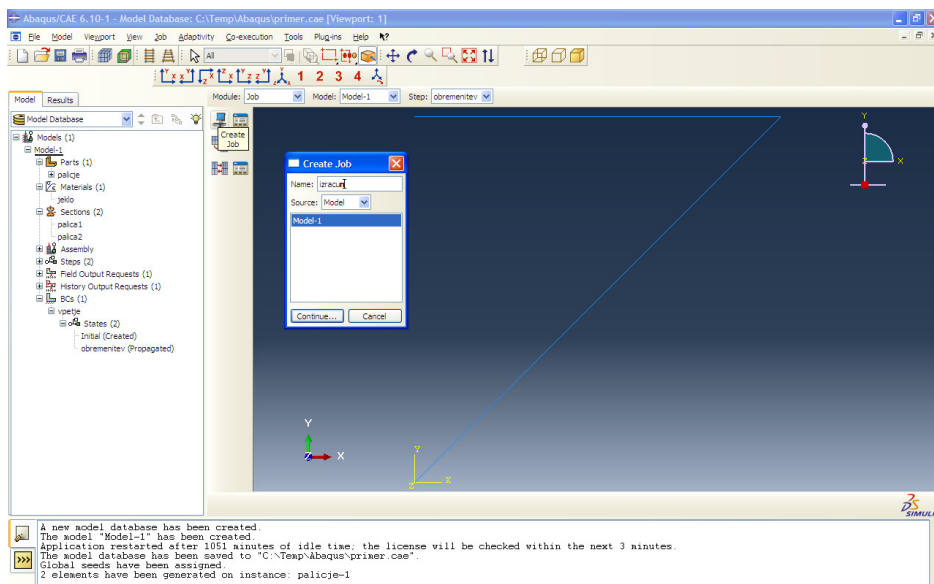 Abaqus/CAE 6.10-1 - Model Database: C:\Temp\Abaqus\primer.cae [Viewport: 1]
File Model Viewport View Job Adaptivity Co-execution Tools Plug-ins Help
All
1 2 3 4
Model Results
Module: Job Model: Model-1 Step: obremenitev
Model Database
Models (1)
Model-1
Parts (1)
palicje
Materials (1)
jeklo
Sections (2)
palica1
palica2
Assembly
Steps (2)
Field Output Requests (1)
History Output Requests (1)
BCs (1)
vpetje
States (2)
Initial (Created)
obremenitev (Propagated)
Create
Job
Create Job
Name: izracun
Source: Model
Model-1
Continue... Cancel
Y
Z X
Y
Z X
Y
Z X
SIMULI
A new model database has been created.
The model "Model-1" has been created.
Application restarted after 1051 minutes of idle time; the license will be checked within the next 3 minutes.
The model database has been saved to "C:\Temp\Abaqus\primer.cae".
Global seeds have been assigned.
2 elements have been generated on instance: palicje-1